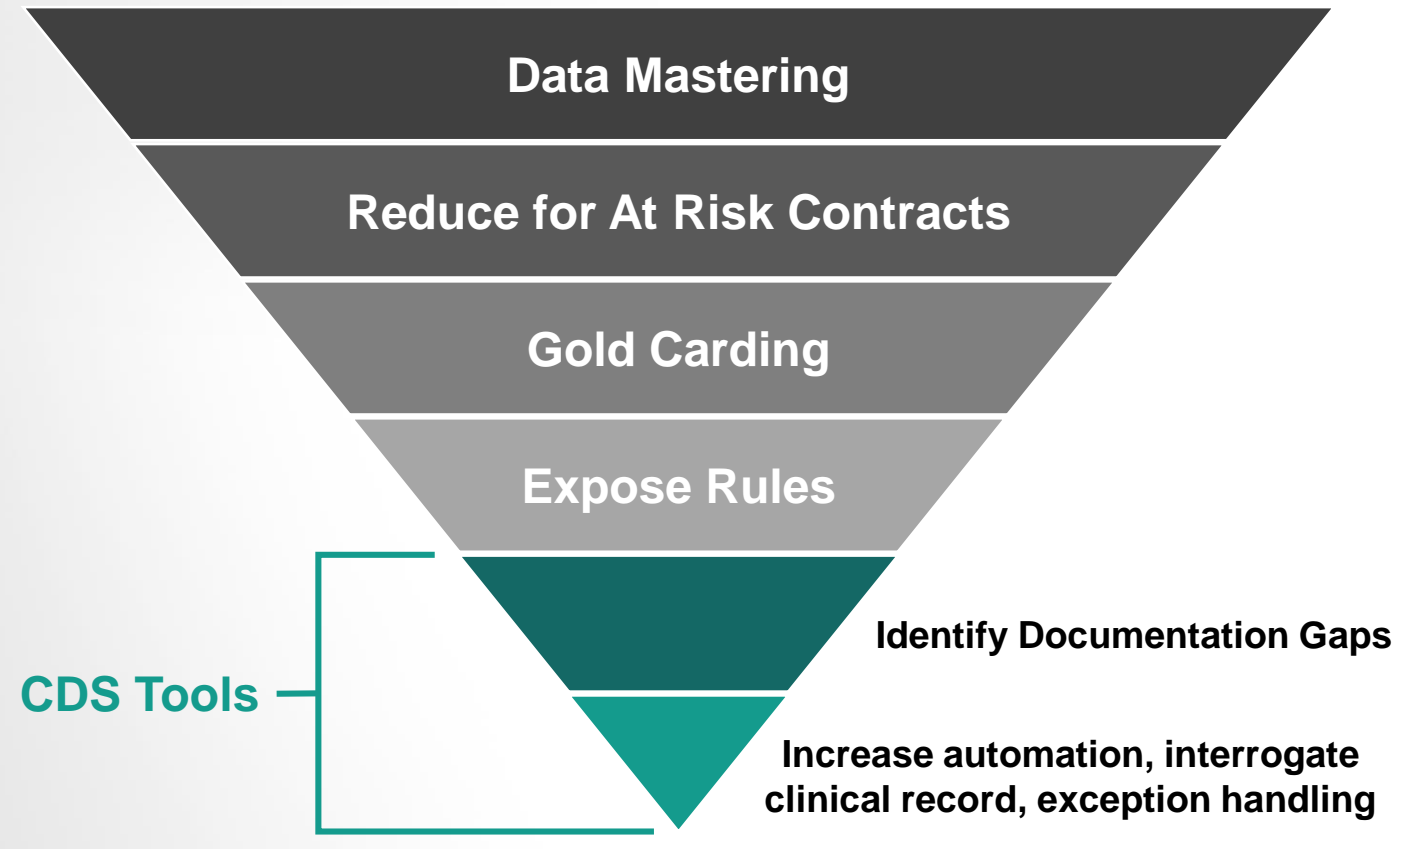 Data Mastering
Reduce for At Risk Contracts
Gold Carding
Expose Rules
Identify Documentation Gaps
CDS Tools
Increase automation, interrogate
clinical record, exception handling